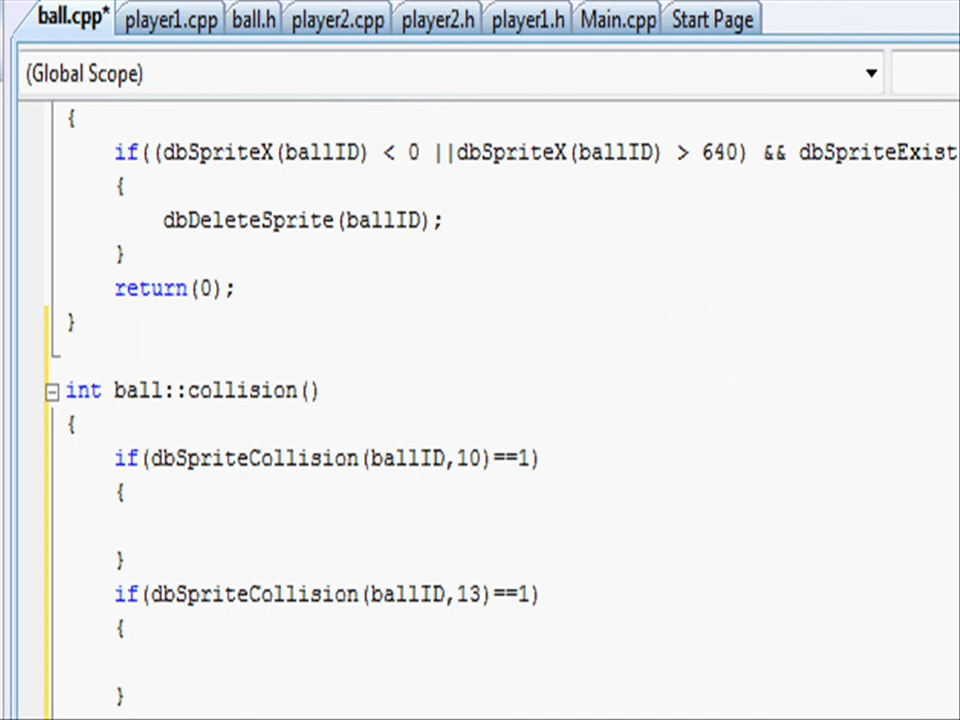 ball.cpp* player1.cpp ball.h player2.cpp player2.h player1.h Main.cpp Start Page
(Global Scope)
{
if((dbSpriteX(ballID) < 0 ||dbSpriteX(ballID) > 640) && dbSpriteExist
{
dbDeleteSprite(ballID);
}
return(0);
}
int ball::collision()
{
if(dbSpriteCollision(ballID,10)==1)
{
}
if(dbSpriteCollision(ballID,13)==1)
{
}